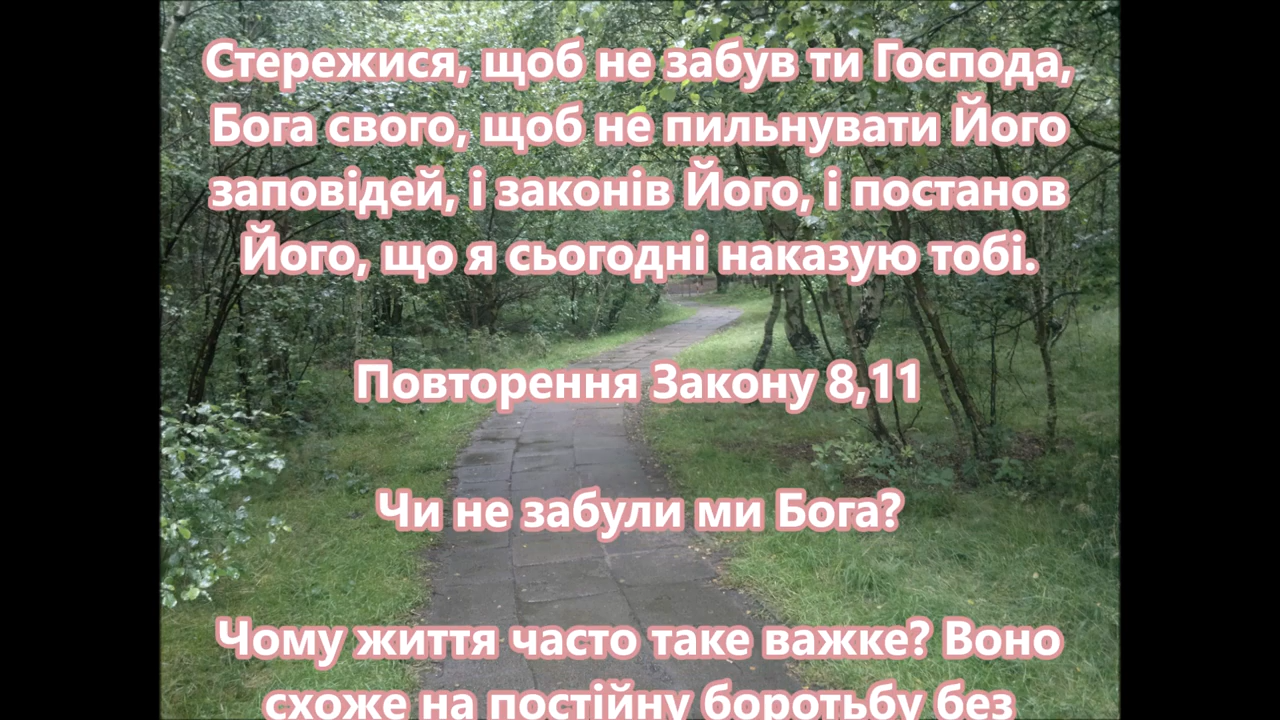 Стережися, щоб не забув ти Господа,
Бога свого, щоб не пильнувати Його
заповідей, і законів Його, і постанов
Його, що я сьогодні наказую тобі.
Повторення Закону 8,11
Чи не забули ми Бога?
Чому життя часто таке важке? Воно
схоже на постійну боротьбу без